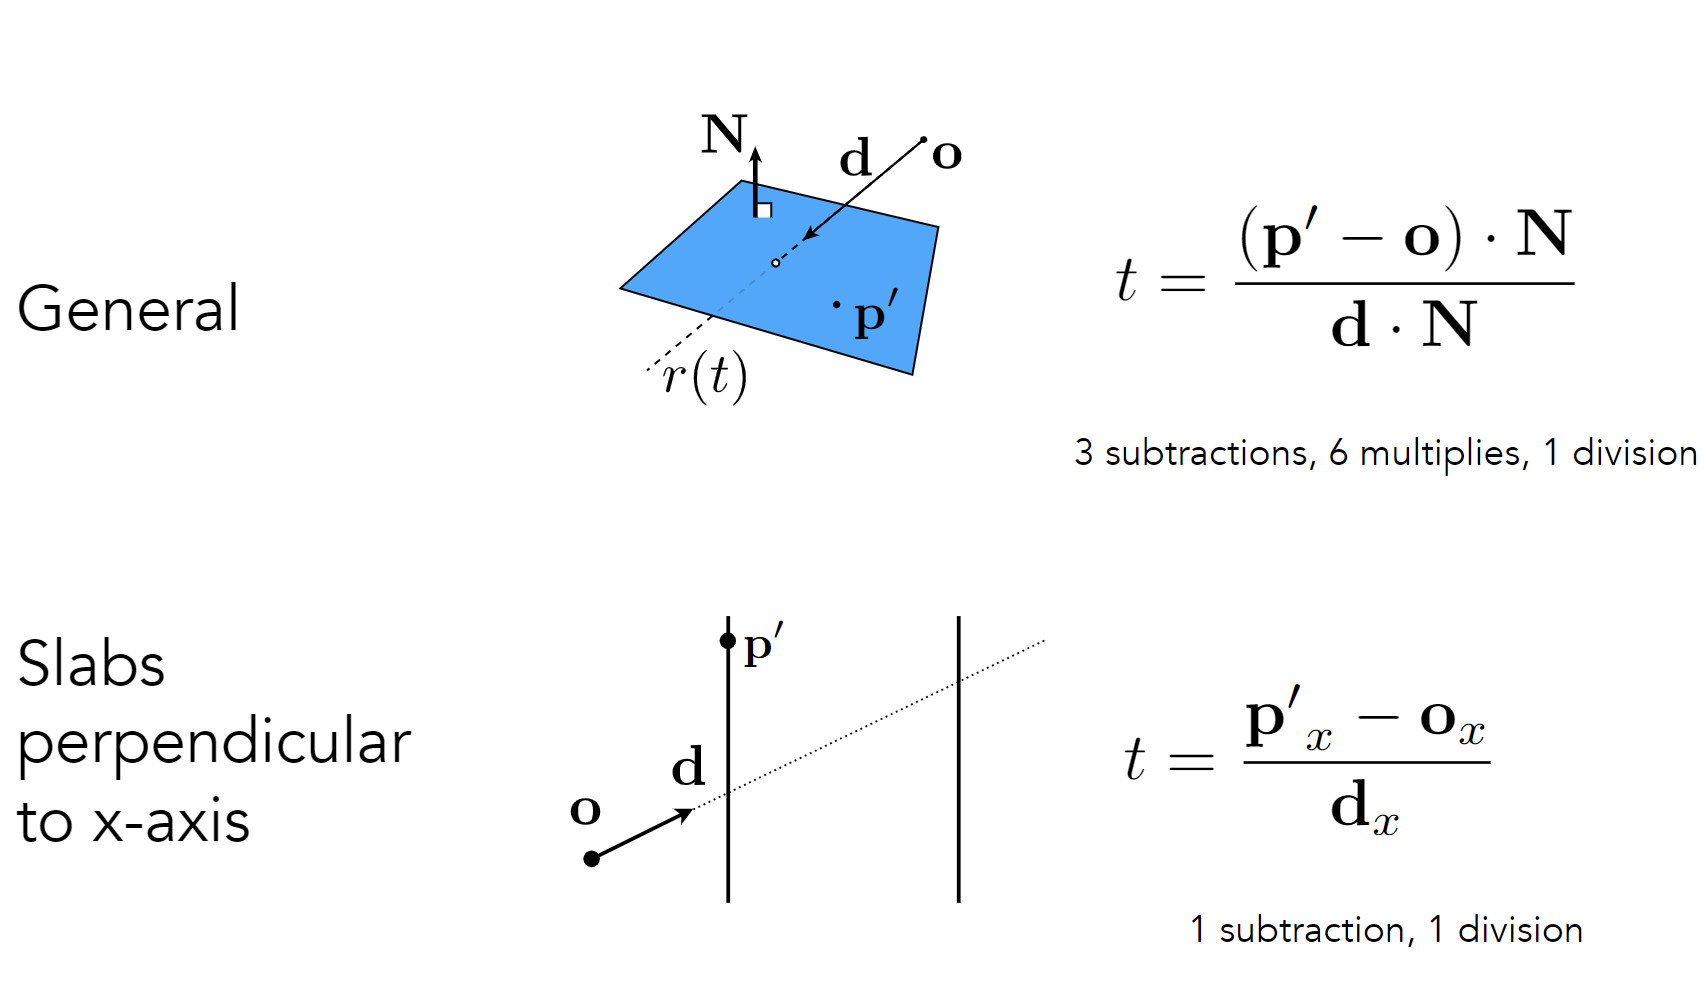 General
N
d
o
p′
r(t)
t = (p′ − o) · N / d · N
3 subtractions, 6 multiplies, 1 division
Slabs
perpendicular
to x-axis
p′
d
o
t = p′ₓ − oₓ / dₓ
1 subtraction, 1 division